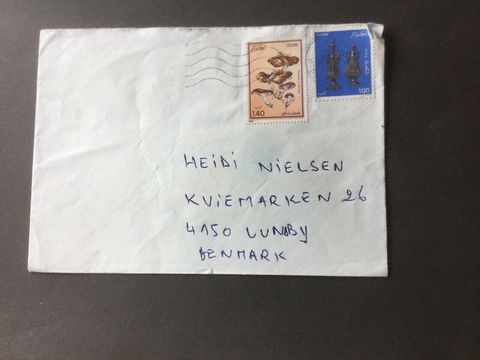 1.40
1.00
HEIDI NIELSEN
KVIEMARKEN 26
4150 LUNDBY
DENMARK